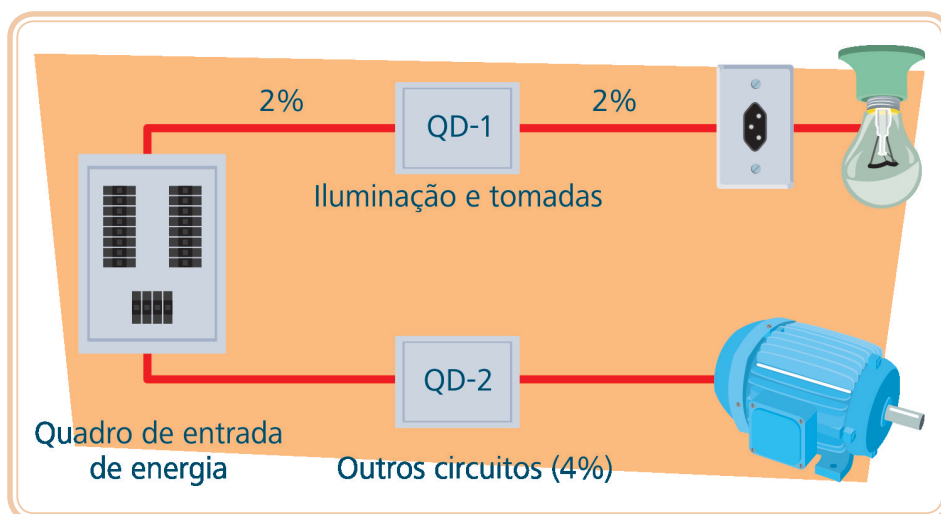 2%
QD-1
2%
Iluminação e tomadas
QD-2
Quadro de entrada
de energia
Outros circuitos (4%)